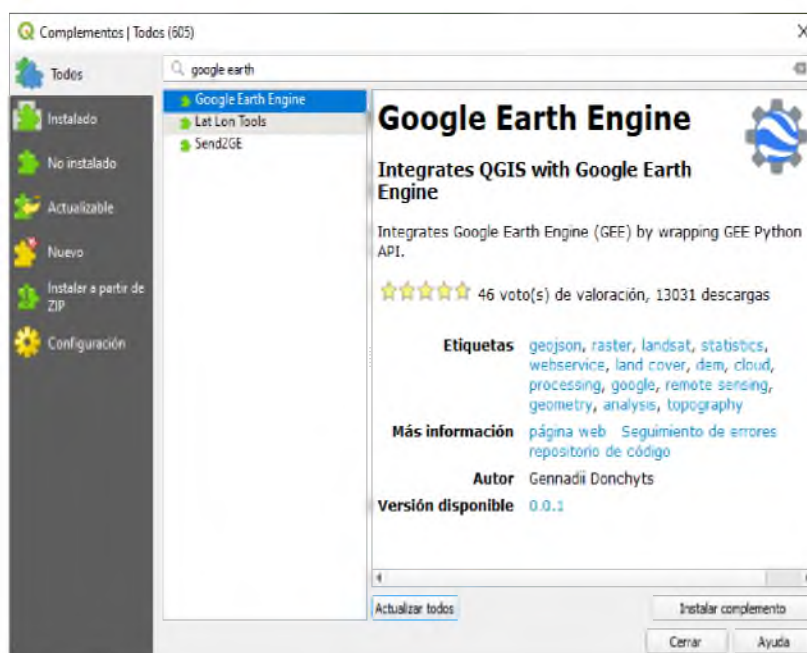 Complementos | Todos (605)
google earth
Todos
Instalado
No instalado
Actualizable
Nuevo
Instalar a partir de
ZIP
Configuración
Google Earth Engine
Lat Lon Tools
Send2GE
Google Earth Engine
Integrates QGIS with Google Earth
Engine
Integrates Google Earth Engine (GEE) by wrapping GEE Python
API.
46 voto(s) de valoración, 13031 descargas
Etiquetas geojson, raster, landsat, statistics,
webservice, land cover, dem, cloud,
processing, google, remote sensing,
geometry, analysis, topography
Más información página web Seguimiento de errores
repositorio de código
Autor Gennadii Donchyts
Versión disponible 0.0.1
Actualizar todos Instalar complemento
Cerrar Ayuda